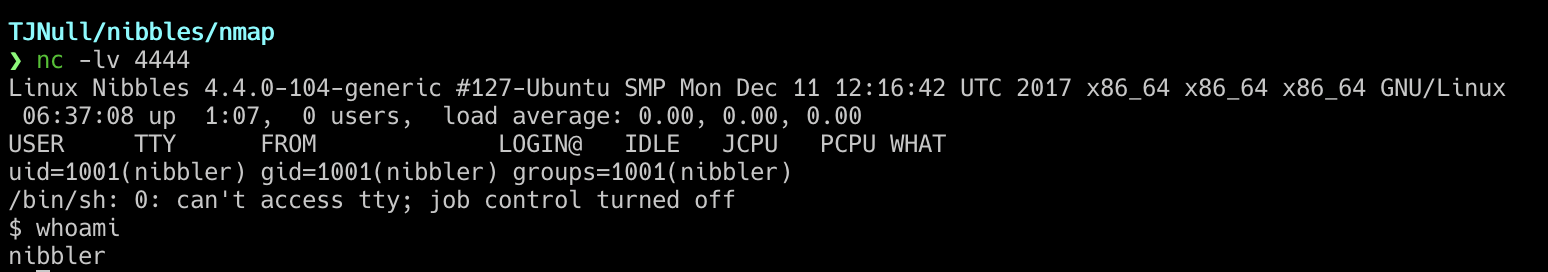 TJNull/nibbles/nmap
❯ nc -lv 4444
Linux Nibbles 4.4.0-104-generic #127-Ubuntu SMP Mon Dec 11 12:16:42 UTC 2017 x86_64 x86_64 x86_64 GNU/Linux
 06:37:08 up  1:07,  0 users,  load average: 0.00, 0.00, 0.00
USER     TTY      FROM             LOGIN@   IDLE   JCPU   PCPU WHAT
uid=1001(nibbler) gid=1001(nibbler) groups=1001(nibbler)
/bin/sh: 0: can't access tty; job control turned off
$ whoami
nibbler